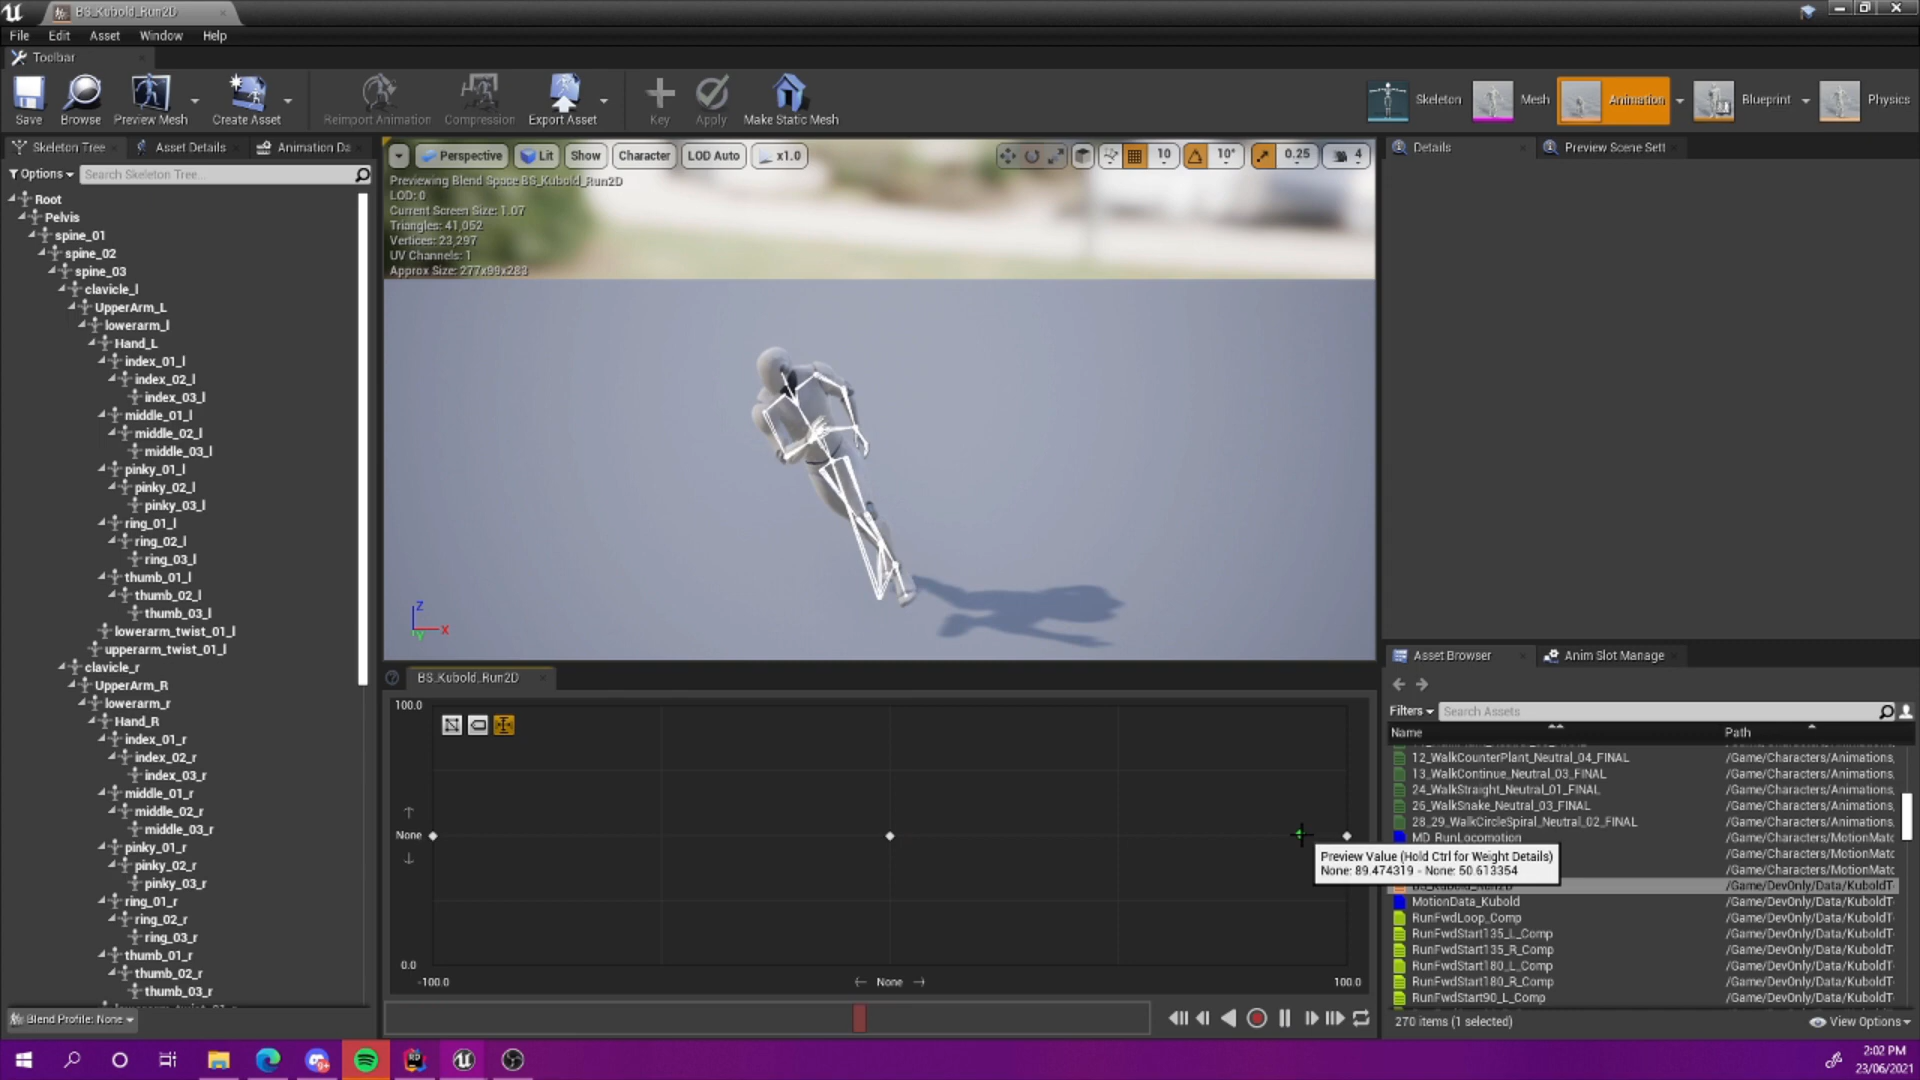 BS_Kubold_Run2D
File Edit Asset Window Help
Toolbar
Save Browse Preview Mesh Create Asset Reimport Animation Compression Export Asset Key Apply Make Static Mesh Skeleton Mesh Animation Blueprint Physics
Skeleton Tree Asset Details Animation Da
Options Search Skeleton Tree...
Root
Pelvis
spine_01
spine_02
spine_03
clavicle_l
UpperArm_L
lowerarm_l
Hand_L
index_01_l
index_02_l
index_03_l
middle_01_l
middle_02_l
middle_03_l
pinky_01_l
pinky_02_l
pinky_03_l
ring_01_l
ring_02_l
ring_03_l
thumb_01_l
thumb_02_l
thumb_03_l
lowerarm_twist_01_l
upperarm_twist_01_l
clavicle_r
UpperArm_R
lowerarm_r
Hand_R
index_01_r
index_02_r
index_03_r
middle_01_r
middle_02_r
middle_03_r
pinky_01_r
pinky_02_r
pinky_03_r
ring_01_r
ring_02_r
ring_03_r
thumb_01_r
thumb_02_r
thumb_03_r
Blend Profile: None
Perspective Lit Show Character LOD Auto x1.0 10 10° 0.25 4
Previewing Blend Space BS_Kubold_Run2D
LOD: 0
Current Screen Size: 1.07
Triangles: 41,052
Vertices: 23,297
UV Channels: 1
Approx Size: 277x99x283
Z
X
Y
BS_Kubold_Run2D
100.0
None
0.0
-100.0 None 100.0
Preview Value (Hold Ctrl for Weight Details)
None: 89.474319 - None: 50.613354
Details Preview Scene Sett
Asset Browser Anim Slot Manage
Filters Search Assets
Name Path
12_WalkCounterPlant_Neutral_04_FINAL /Game/Characters/Animations,
13_WalkContinue_Neutral_03_FINAL /Game/Characters/Animations,
24_WalkStraight_Neutral_01_FINAL /Game/Characters/Animations,
26_WalkSnake_Neutral_03_FINAL /Game/Characters/Animations,
28_29_WalkCircleSpiral_Neutral_02_FINAL /Game/Characters/Animations,
MD_RunLocomotion /Game/Characters/MotionMatc
/Game/Characters/MotionMatc
/Game/Characters/MotionMatc
BS_Kubold_Run2D /Game/DevOnly/Data/KuboldT
MotionData_Kubold /Game/DevOnly/Data/KuboldT
RunFwdLoop_Comp /Game/DevOnly/Data/KuboldT
RunFwdStart135_L_Comp /Game/DevOnly/Data/KuboldT
RunFwdStart135_R_Comp /Game/DevOnly/Data/KuboldT
RunFwdStart180_L_Comp /Game/DevOnly/Data/KuboldT
RunFwdStart180_R_Comp /Game/DevOnly/Data/KuboldT
RunFwdStart90_L_Comp /Game/DevOnly/Data/KuboldT
270 items (1 selected) View Options
2:02 PM
23/06/2021